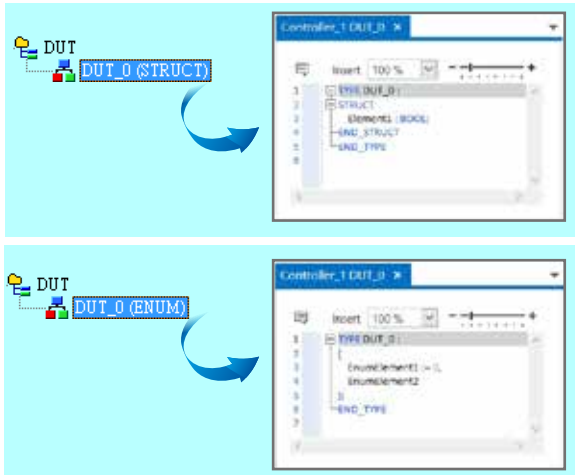 DUT
DUT_0 (STRUCT)
Controller_1 DUT_0 ×
Insert 100 %
1 TYPE DUT_0 :
2 STRUCT
3 Element1 : BOOL;
4 END_STRUCT
5 END_TYPE
6
DUT
DUT_0 (ENUM)
Controller_1 DUT_0 ×
Insert 100 %
1 TYPE DUT_0 :
2 (
3 EnumElement1 :=
4 EnumElement2
5 );
6 END_TYPE
7